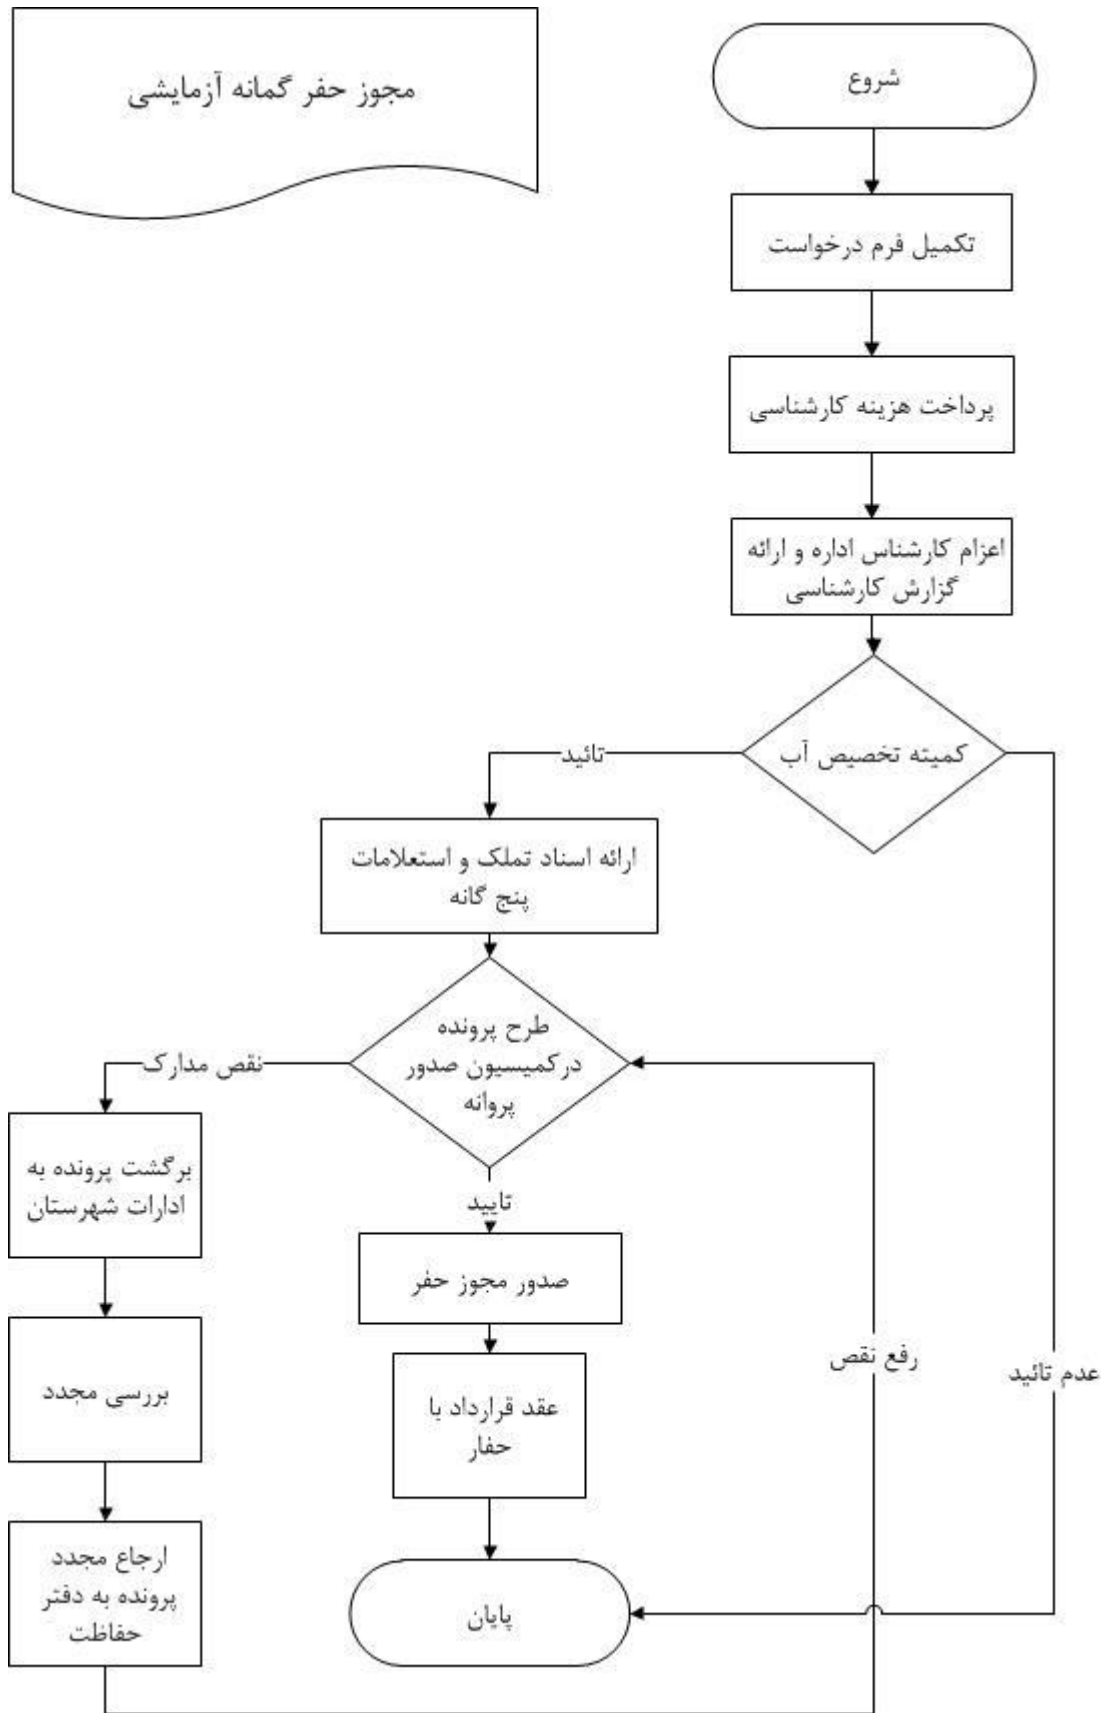 مجوز حفر گمانه آزمایشی
شروع
تکمیل فرم درخواست
پرداخت هزینه کارشناسی
اعزام کارشناس اداره و ارائه
گزارش کارشناسی
کمیته تخصیص آب
تائید
ارائه اسناد تملک و استعلامات
پنج گانه
طرح پرونده
درکمیسیون صدور
پروانه
نقص مدارک
برگشت پرونده به
ادارات شهرستان
تایید
صدور مجوز حفر
بررسی مجدد
عقد قرارداد با
حفار
رفع نقص
عدم تائید
ارجاع مجدد
پرونده به دفتر
حفاظت
پایان